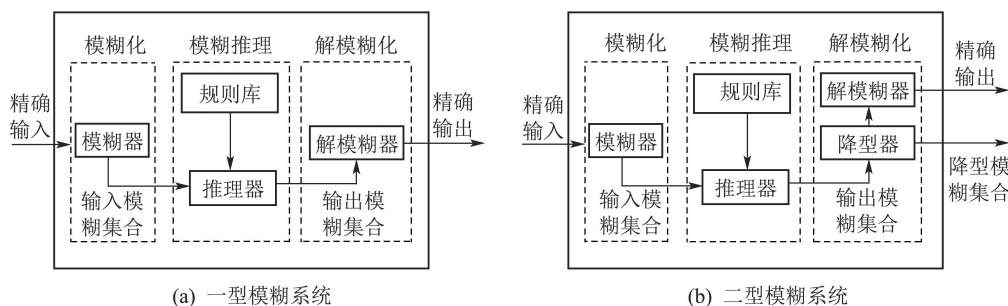 模糊化 模糊推理 解模糊化
规则库
精确
输入
精确
输出
模糊器
解模糊器
推理器
输入模
糊集合
输出模
糊集合
(a) 一型模糊系统
模糊化 模糊推理 解模糊化
精确
输出
规则库
解模糊器
精确
输入
模糊器
降型器
降型模
糊集合
推理器
输入模
糊集合
输出模
糊集合
(b) 二型模糊系统